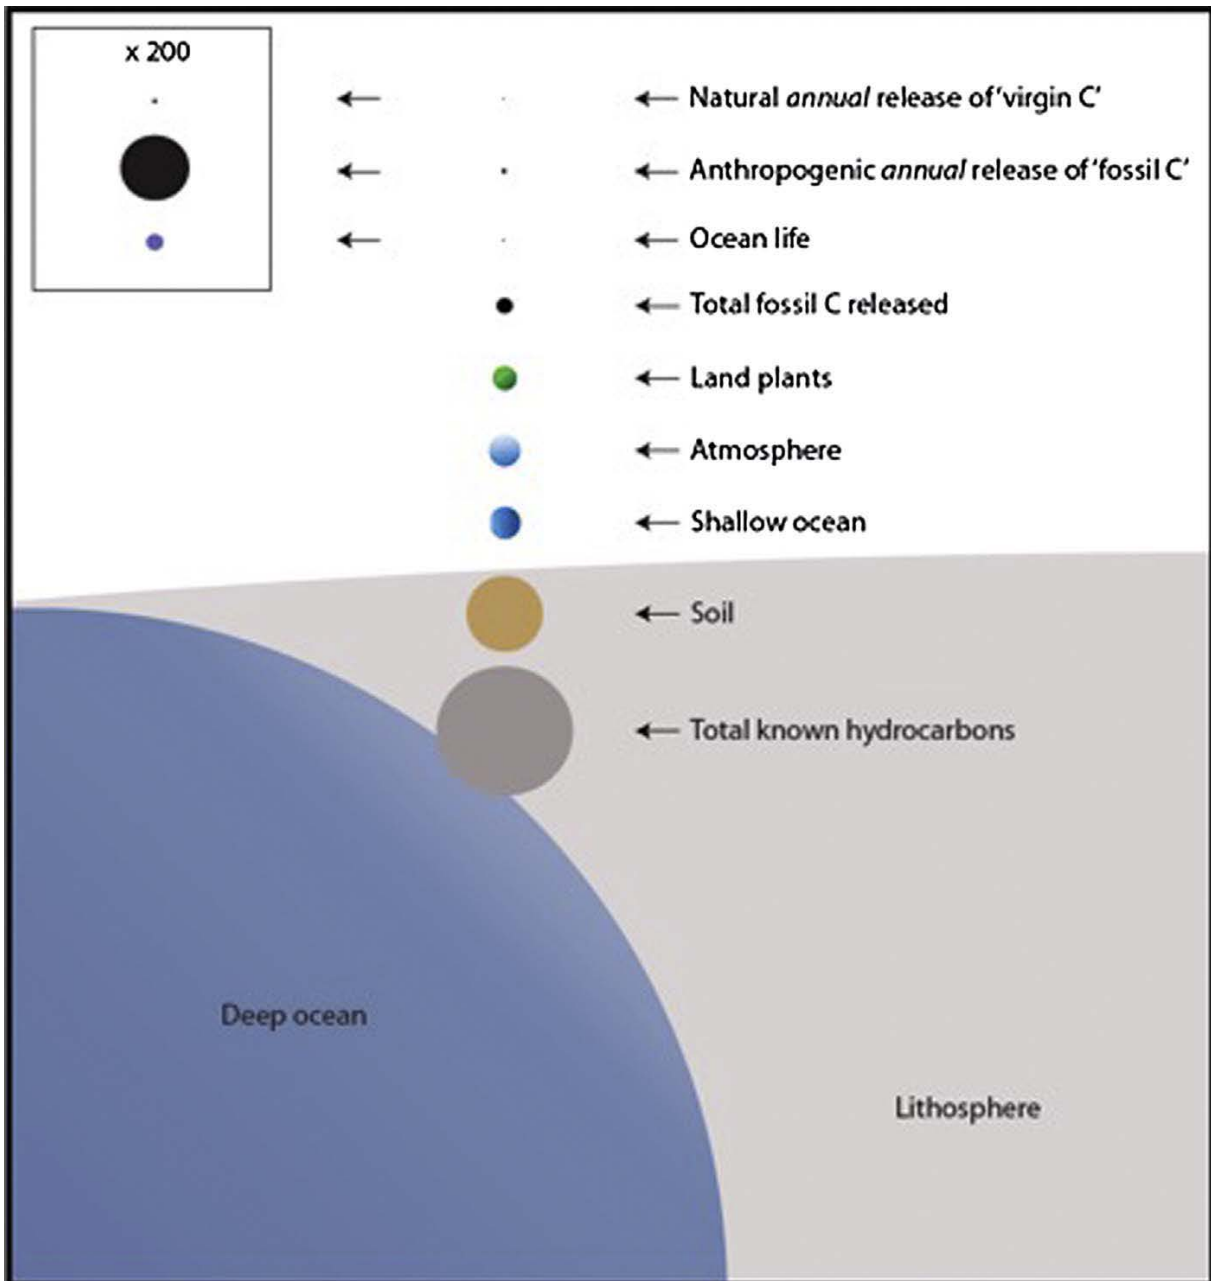 x 200
Natural annual release of ‘virgin C’
Anthropogenic annual release of ‘fossil C’
Ocean life
Total fossil C released
Land plants
Atmosphere
Shallow ocean
Soil
Total known hydrocarbons
Deep ocean
Lithosphere